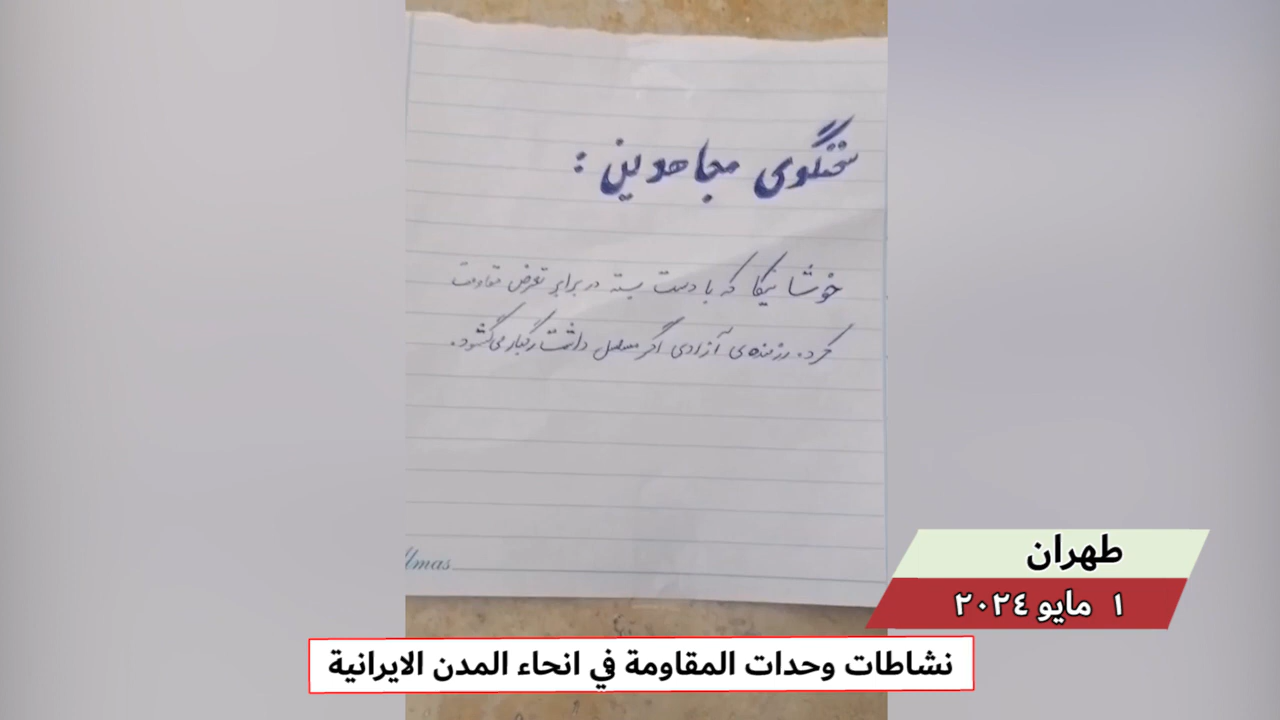 سخنگوی مجاهدین :
خوشا نیکا که با دست بسته در برابر تعرض مقاومت
کرد. رزمنده‌ی آزادی اگر مسلسل داشت رگبار می‌گشود.
lmas
طهران
١ مايو ٢٠٢٤
نشاطات وحدات المقاومة في انحاء المدن الايرانية